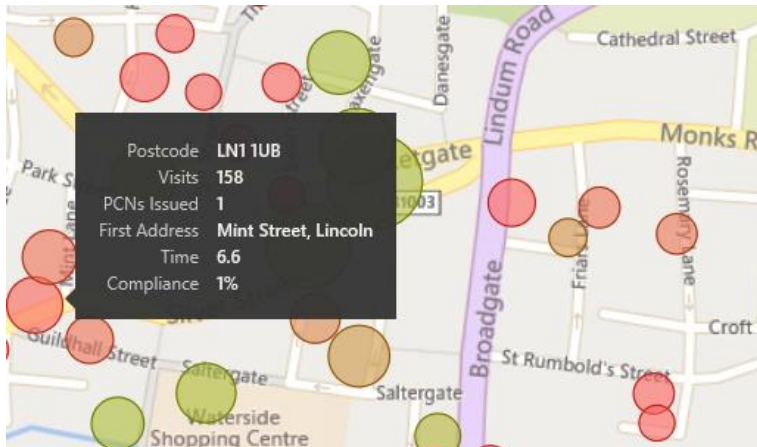 Cathedral Street
Danesgate
Lindum Road
Monks R
Postcode LN1 1UB
Visits 158
PCNs Issued 1
First Address Mint Street, Lincoln
Time 6.6
Compliance 1%
Park
Mint Lane
Friars Lane
Rosemary Lane
Broadgate
Croft
Guildhall Street
St Rumbold's Street
Saltergate
Saltergate
Waterside
Shopping Centre